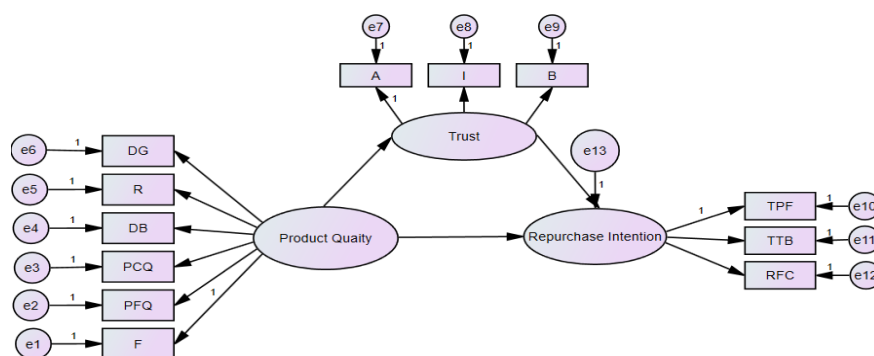 e7
e8
e9
1
1
1
A
I
B
1
Trust
e13
1
e6
1
DG
e5
1
R
e4
1
DB
e3
1
PCQ
e2
1
PFQ
e1
1
F
1
Product Quaity
Repurchase Intention
1
TPF
1
e10
TTB
1
e11
RFC
1
e12